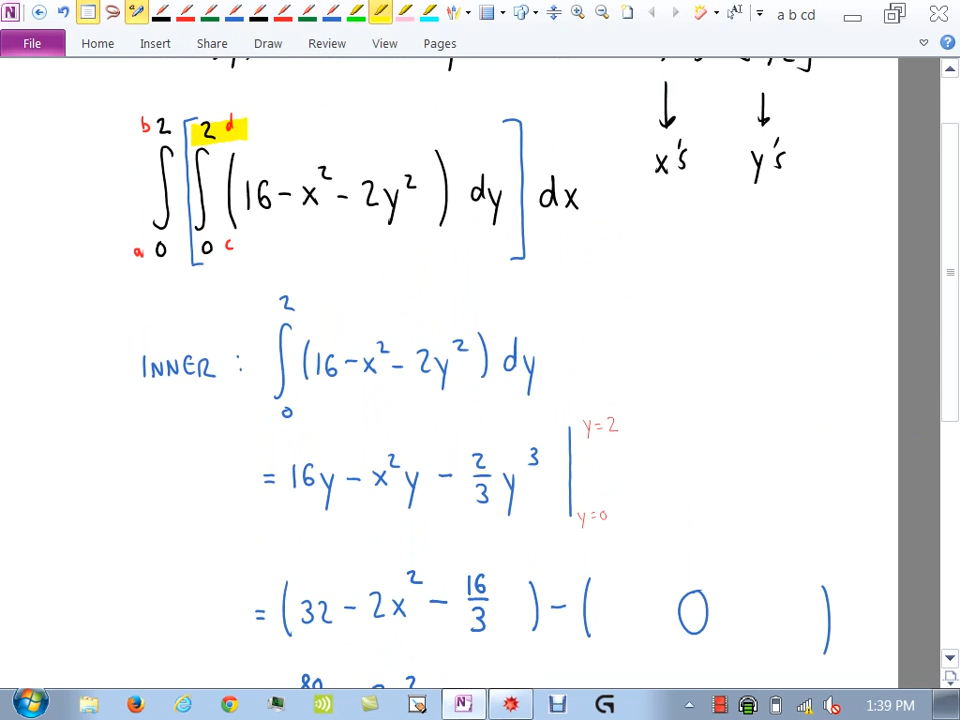 a b cd
File Home Insert Share Draw Review View Pages
x's y's
b 2 2 d
∫ [ ∫ (16 - x² - 2y²) dy ] dx
a 0 0 c
INNER : ∫₀² (16 - x² - 2y²) dy
= 16y - x²y - 2/3 y³ | y=2
y=0
= (32 - 2x² - 16/3) - ( 0 )
1:39 PM